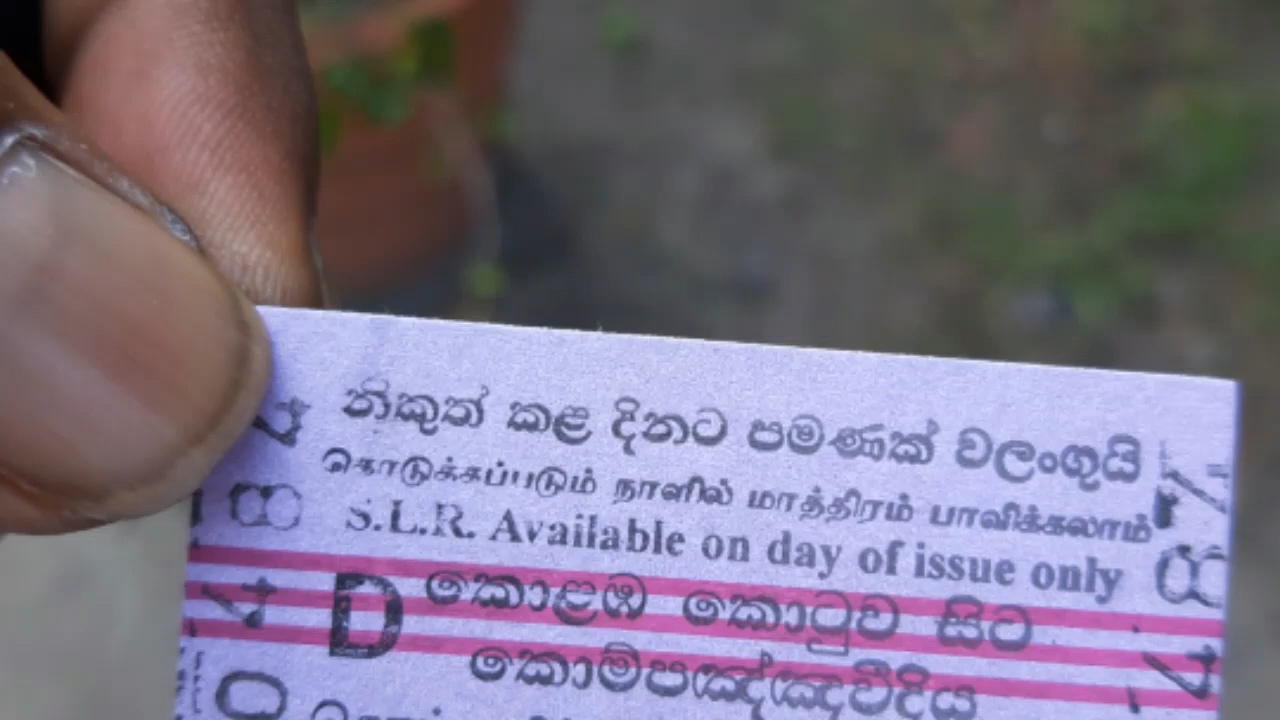 නිකුත් කළ දිනට පමණක් වලංගුයි
கொடுக்கப்படும் நாளில் மாத்திரம் பாவிக்கலாம்
S.L.R. Available on day of issue only
D කොළඹ කොටුව සිට
කොම්පඤ්ඤවීදිය